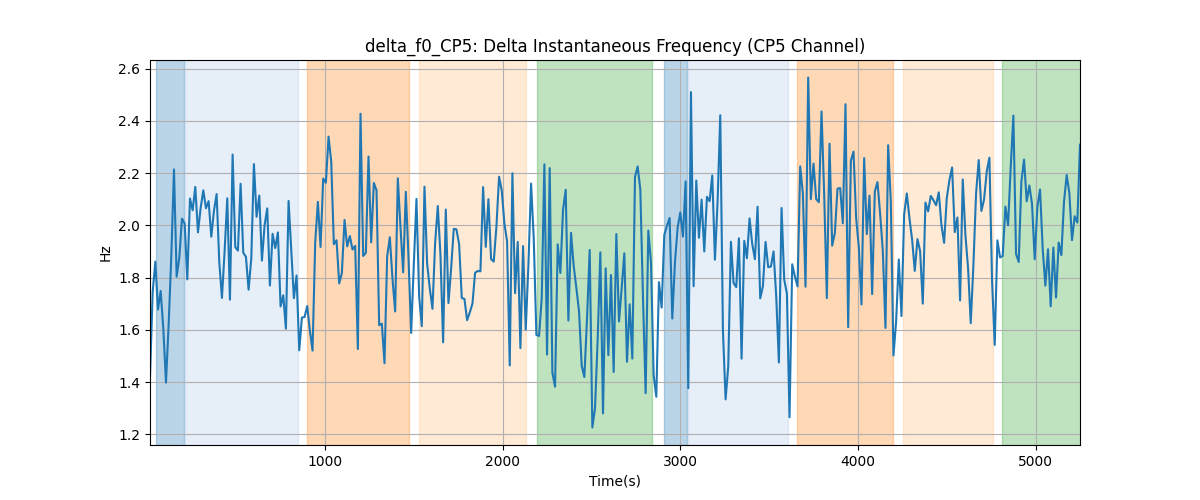 delta_f0_CP5: Delta Instantaneous Frequency (CP5 Channel)
2.6
2.4
2.2
2.0
1.8
1.6
1.4
1.2
Hz
1000 2000 3000 4000 5000
Time(s)